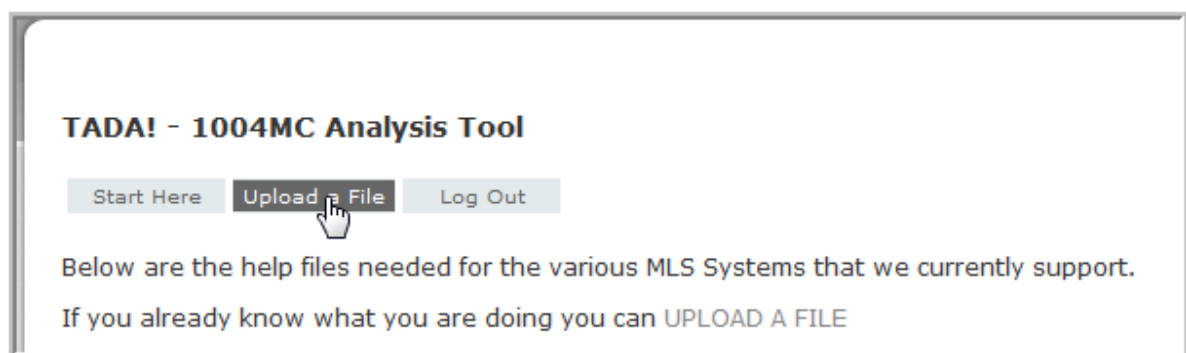 TADA! - 1004MC Analysis Tool
Start Here Upload a File Log Out
Below are the help files needed for the various MLS Systems that we currently support.
If you already know what you are doing you can UPLOAD A FILE